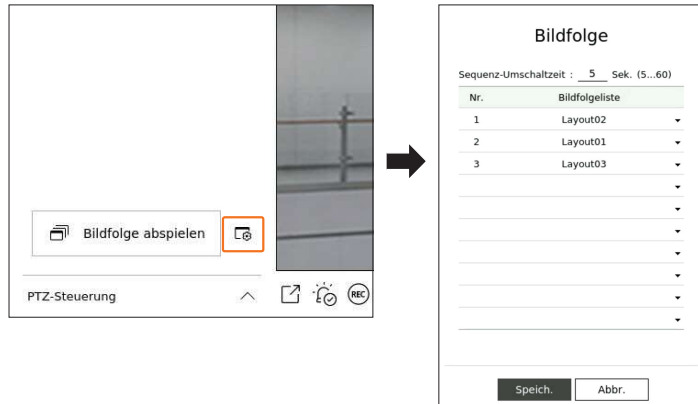 Bildfolge abspielen
PTZ-Steuerung
REC
Bildfolge
Sequenz-Umschaltzeit : 5 Sek. (5...60)
Nr. Bildfolgeliste
1 Layout02
2 Layout01
3 Layout03
Speich. Abbr.